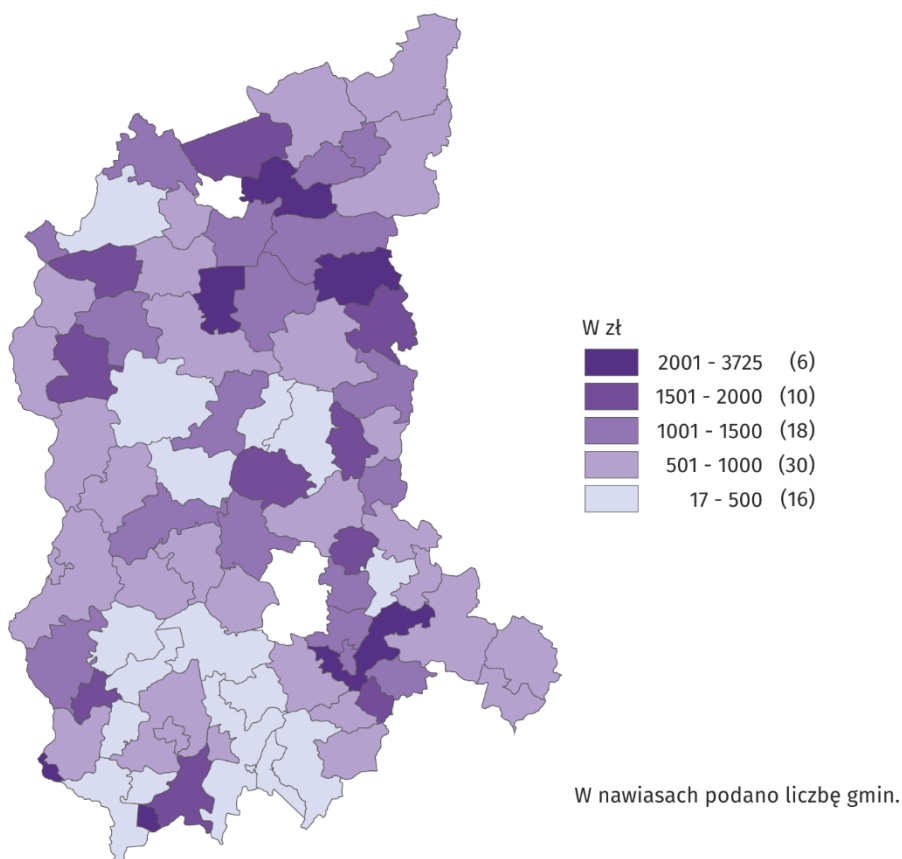 W zł
2001 - 3725 (6)
1501 - 2000 (10)
1001 - 1500 (18)
501 - 1000 (30)
17 - 500 (16)
W nawiasach podano liczbę gmin.